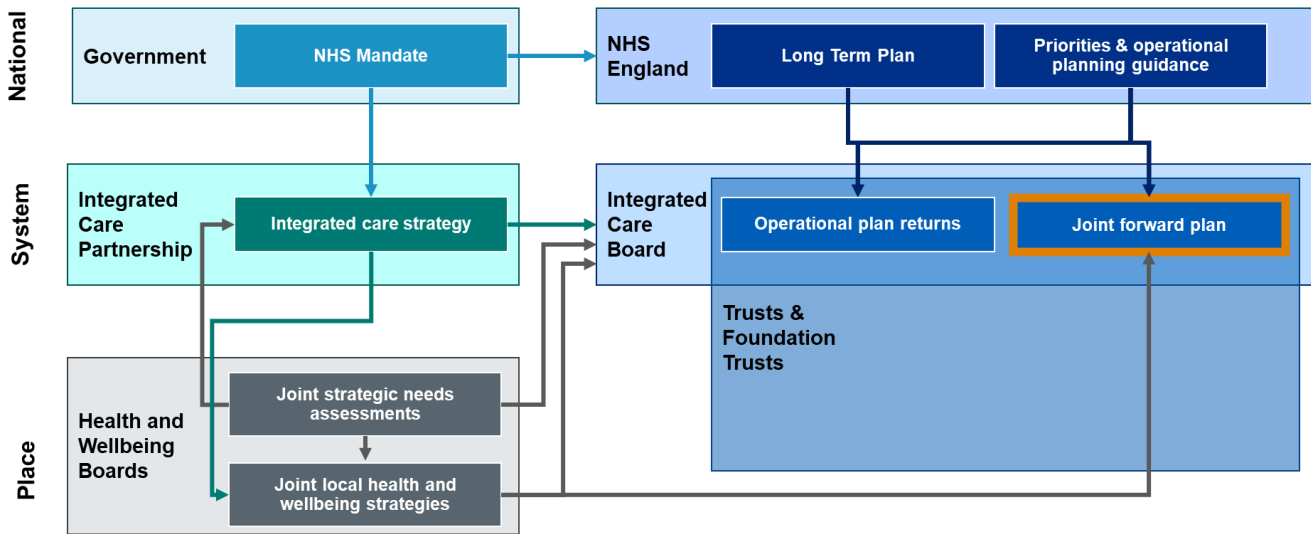 National
Government
NHS Mandate
NHS
England
Long Term Plan
Priorities & operational
planning guidance
System
Integrated
Care
Partnership
Integrated care strategy
Integrated
Care
Board
Operational plan returns
Joint forward plan
Trusts &
Foundation
Trusts
Place
Health and
Wellbeing
Boards
Joint strategic needs
assessments
Joint local health and
wellbeing strategies